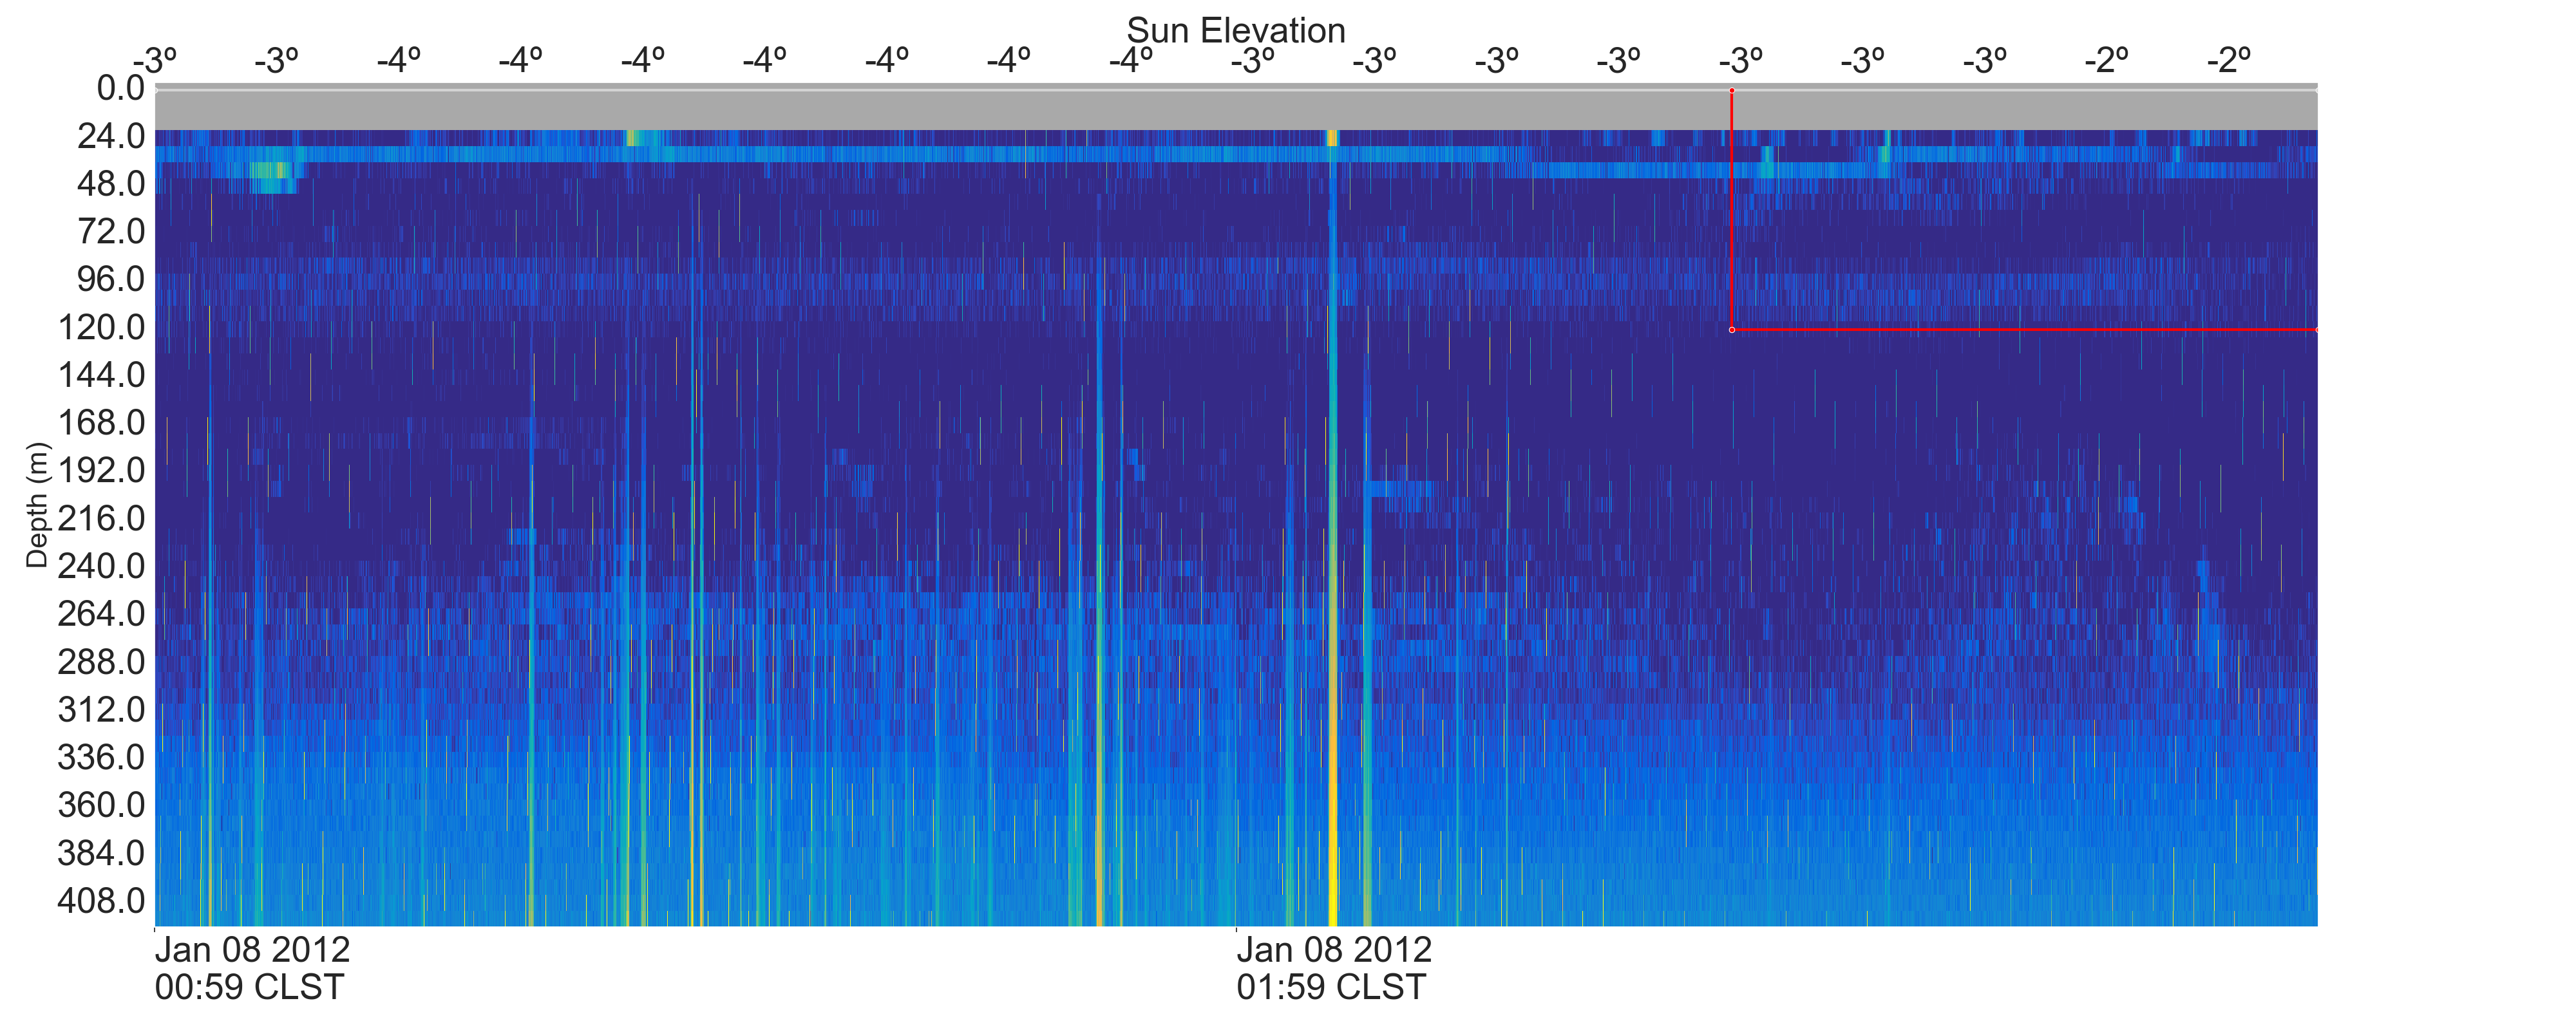 Sun Elevation
-3º -3º -4º -4º -4º -4º -4º -4º -4º -3º -3º -3º -3º -3º -3º -3º -2º -2º
0.0
24.0
48.0
72.0
96.0
120.0
144.0
168.0
192.0
216.0
240.0
264.0
288.0
312.0
336.0
360.0
384.0
408.0
Depth (m)
Jan 08 2012
00:59 CLST
Jan 08 2012
01:59 CLST